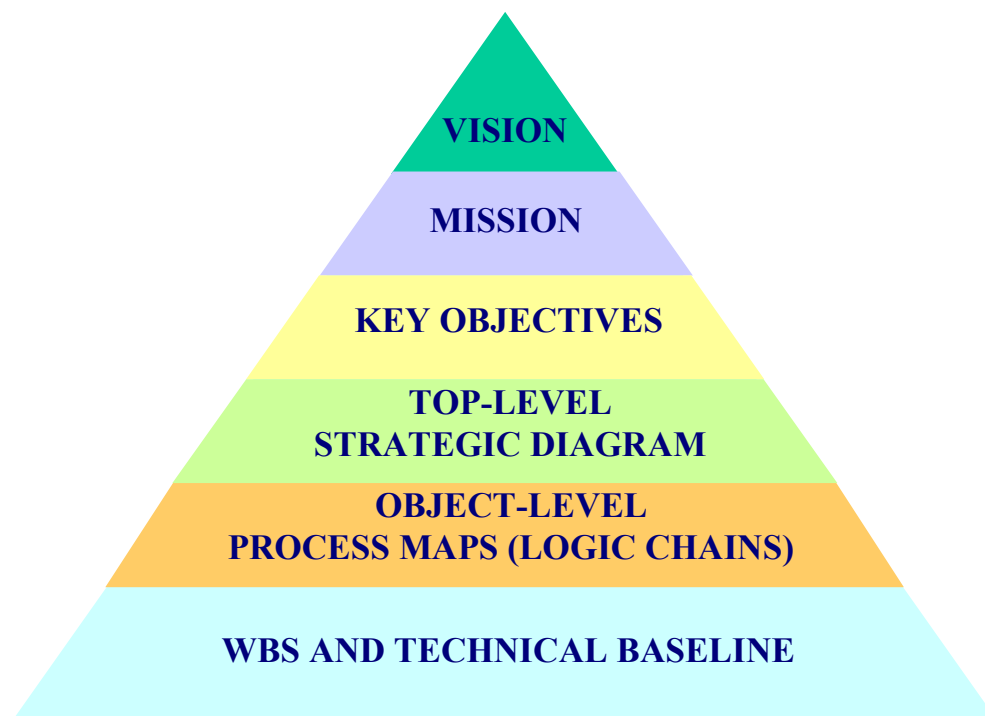 VISION
MISSION
KEY OBJECTIVES
TOP-LEVEL
STRATEGIC DIAGRAM
OBJECT-LEVEL
PROCESS MAPS (LOGIC CHAINS)
WBS AND TECHNICAL BASELINE